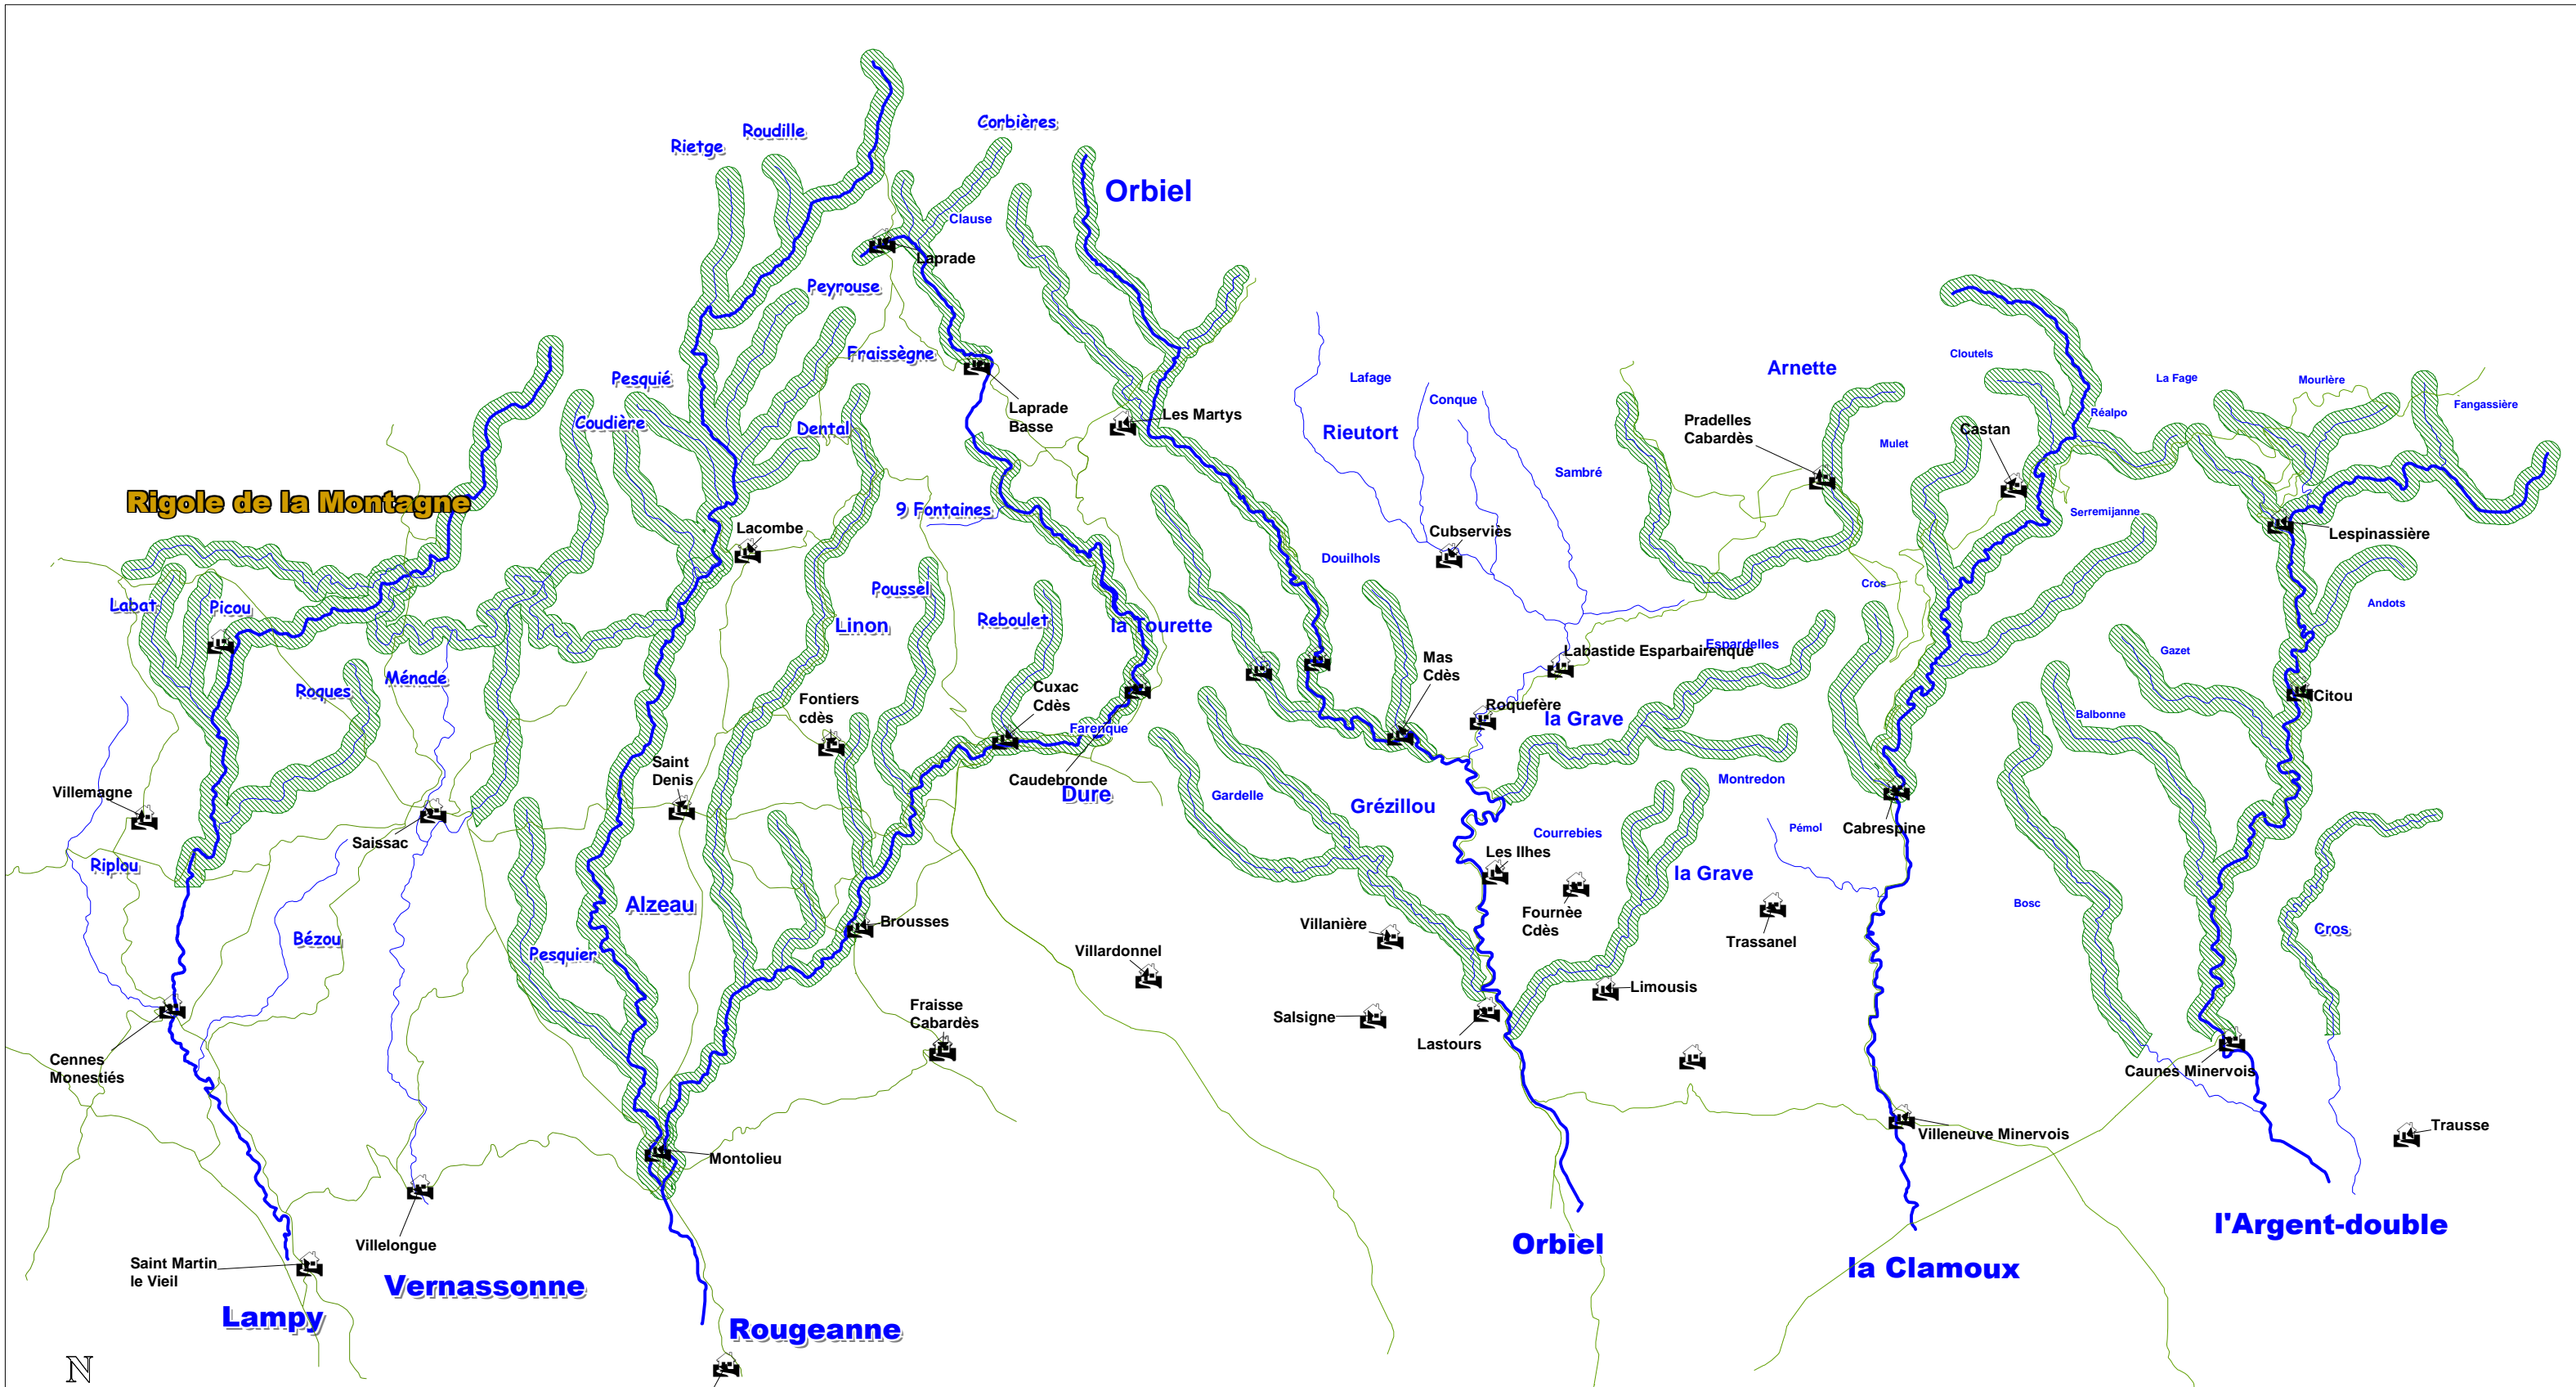 Corbières
Roudille
Rietge
Orbiel
Clause
Laprade
Peyrouse
Fraissègne
Arnette
Cloutels
La Fage
Mourlère
Fangassière
Lafage
Pesquié
Conque
Laprade
Basse
Les Martys
Réalpo
Coudière
Dental
Rieutort
Pradelles
Cabardès
Castan
Mulet
Sambré
Rigole de la Montagne
9 Fontaines
Serremijanne
Lacombe
Cubserviès
Lespinassière
Douilhols
Poussel
Cros
Labat
Picou
Reboulet
Linon
la Tourette
Andots
Espardelles
Labastide Esparbairenque
Gazet
Mas
Cdès
Ménade
Roques
Cuxac
Cdès
Citou
Fontiers
cdès
Roquefère
la Grave
Balbonne
Farenque
Saint
Denis
Caudebronde
Montredon
Villemagne
Dure
Gardelle
Grézillou
Saissac
Courrebies
Pémol
Cabrespine
Les Ilhes
Riplou
la Grave
Alzeau
Bosc
Brousses
Villanière
Fournèe
Cdès
Cros
Bézou
Trassanel
Pesquier
Villardonnel
Limousis
Fraisse
Cabardès
Salsigne
Lastours
Cennes
Monestiés
Caunes Minervois
Trausse
Villeneuve Minervois
Montolieu
l'Argent-double
Villelongue
Orbiel
Saint Martin
le Vieil
la Clamoux
Vernassonne
Lampy
Rougeanne
N